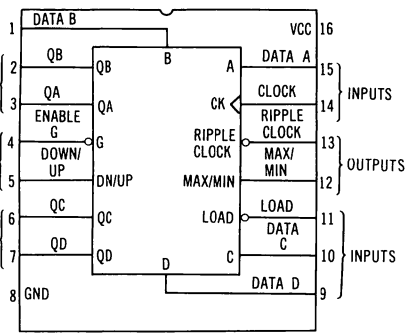 1 DATA B VCC 16
B
2 QB QB A DATA A 15
3 QA QA CK CLOCK 14 INPUTS
ENABLE RIPPLE
4 G G RIPPLE CLOCK 13
DOWN/ CLOCK MAX/ OUTPUTS
5 UP DN/UP MAX/MIN MIN 12
6 QC QC LOAD LOAD 11
DATA
7 QD QD C C 10 INPUTS
D
8 GND DATA D 9